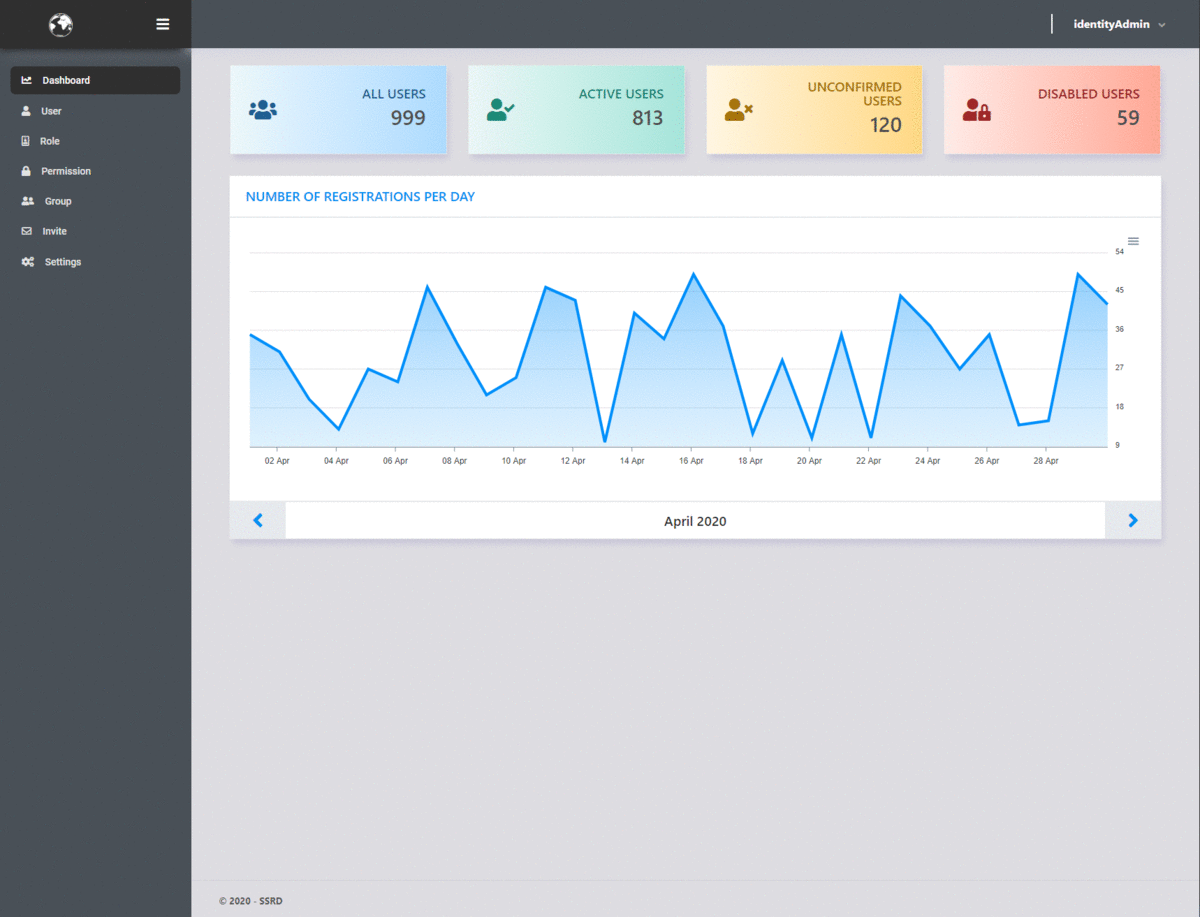 identityAdmin
Dashboard
User
Role
Permission
Group
Invite
Settings
ALL USERS
999
ACTIVE USERS
813
UNCONFIRMED
USERS
120
DISABLED USERS
59
NUMBER OF REGISTRATIONS PER DAY
54
45
36
27
18
9
02 Apr 04 Apr 06 Apr 08 Apr 10 Apr 12 Apr 14 Apr 16 Apr 18 Apr 20 Apr 22 Apr 24 Apr 26 Apr 28 Apr
April 2020
© 2020 - SSRD